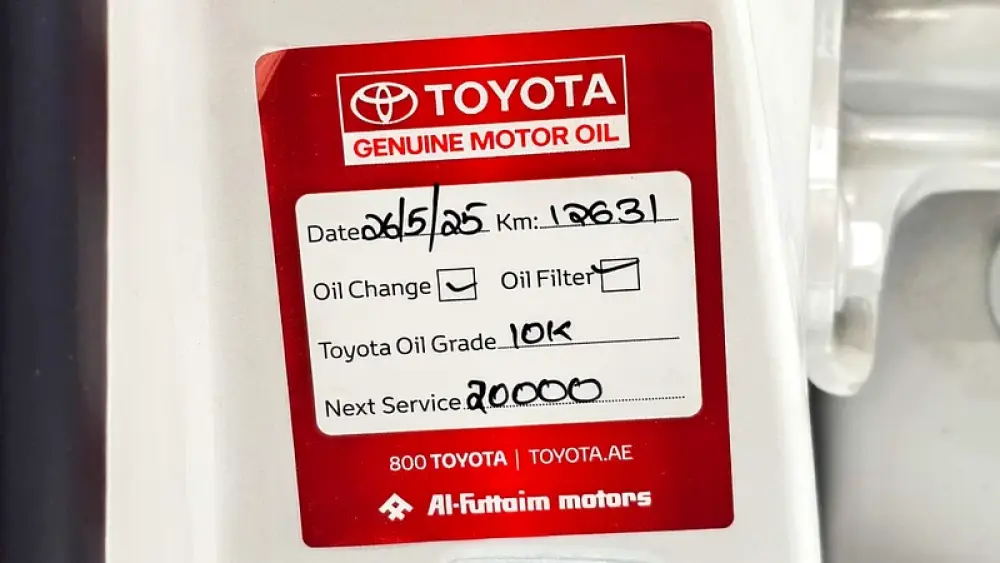 TOYOTA
GENUINE MOTOR OIL
Date 26/5/25 Km: 12631
Oil Change Oil Filter
Toyota Oil Grade 10K
Next Service 20000
800 TOYOTA | TOYOTA.AE
Al-Futtaim motors